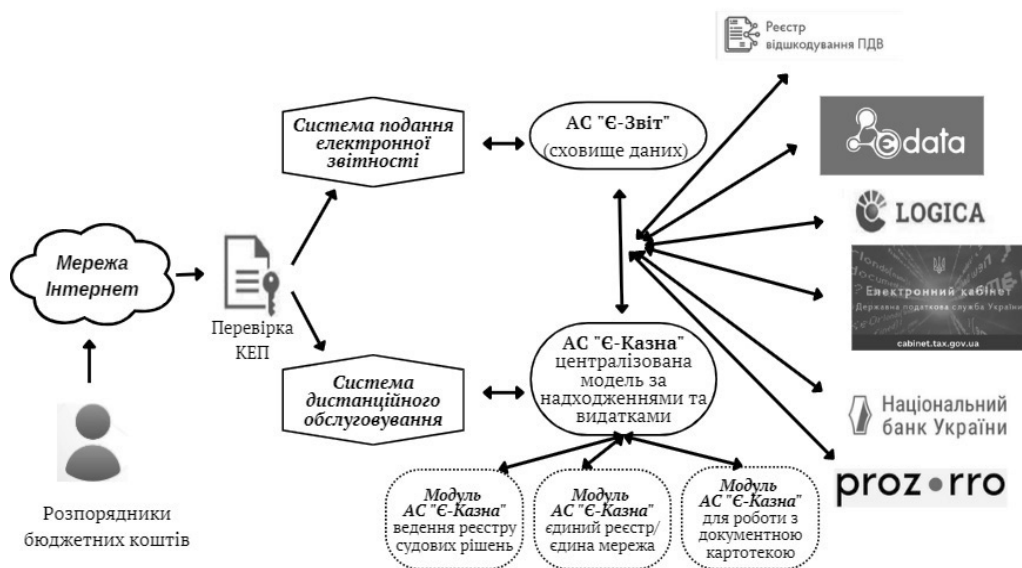 Реєстр
відшкодування ПДВ
єdata
LOGICA
Електронний кабінет
Державна податкова служба України
cabinet.tax.gov.ua
Національний
банк України
prozorro
Система подання
електронної
звітності
АС "Є-Звіт"
(сховище даних)
Мережа
Інтернет
Перевірка
КЕП
Система
дистанційного
обслуговування
АС "Є-Казна"
централізована
модель за
надходженнями та
видатками
Розпорядники
бюджетних коштів
Модуль
АС "Є-Казна"
ведення реєстру
судових рішень
Модуль
АС "Є-Казна"
єдиний реєстр/
єдина мережа
Модуль
АС "Є-Казна"
для роботи з
документною
картотекою